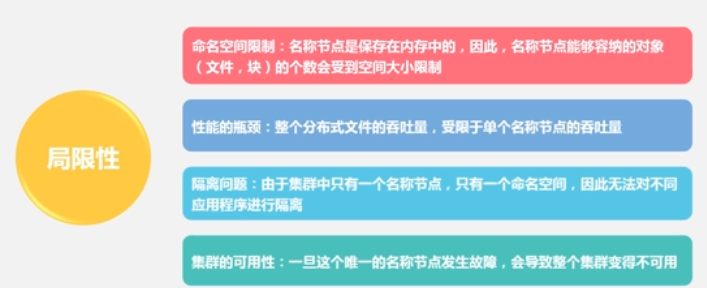 局限性
命名空间限制：名称节点是保存在内存中的，因此，名称节点能够容纳的对象
（文件，块）的个数会受到空间大小限制
性能的瓶颈：整个分布式文件的吞吐量，受限于单个名称节点的吞吐量
隔离问题：由于集群中只有一个名称节点，只有一个命名空间，因此无法对不同
应用程序进行隔离
集群的可用性：一旦这个唯一的名称节点发生故障，会导致整个集群变得不可用